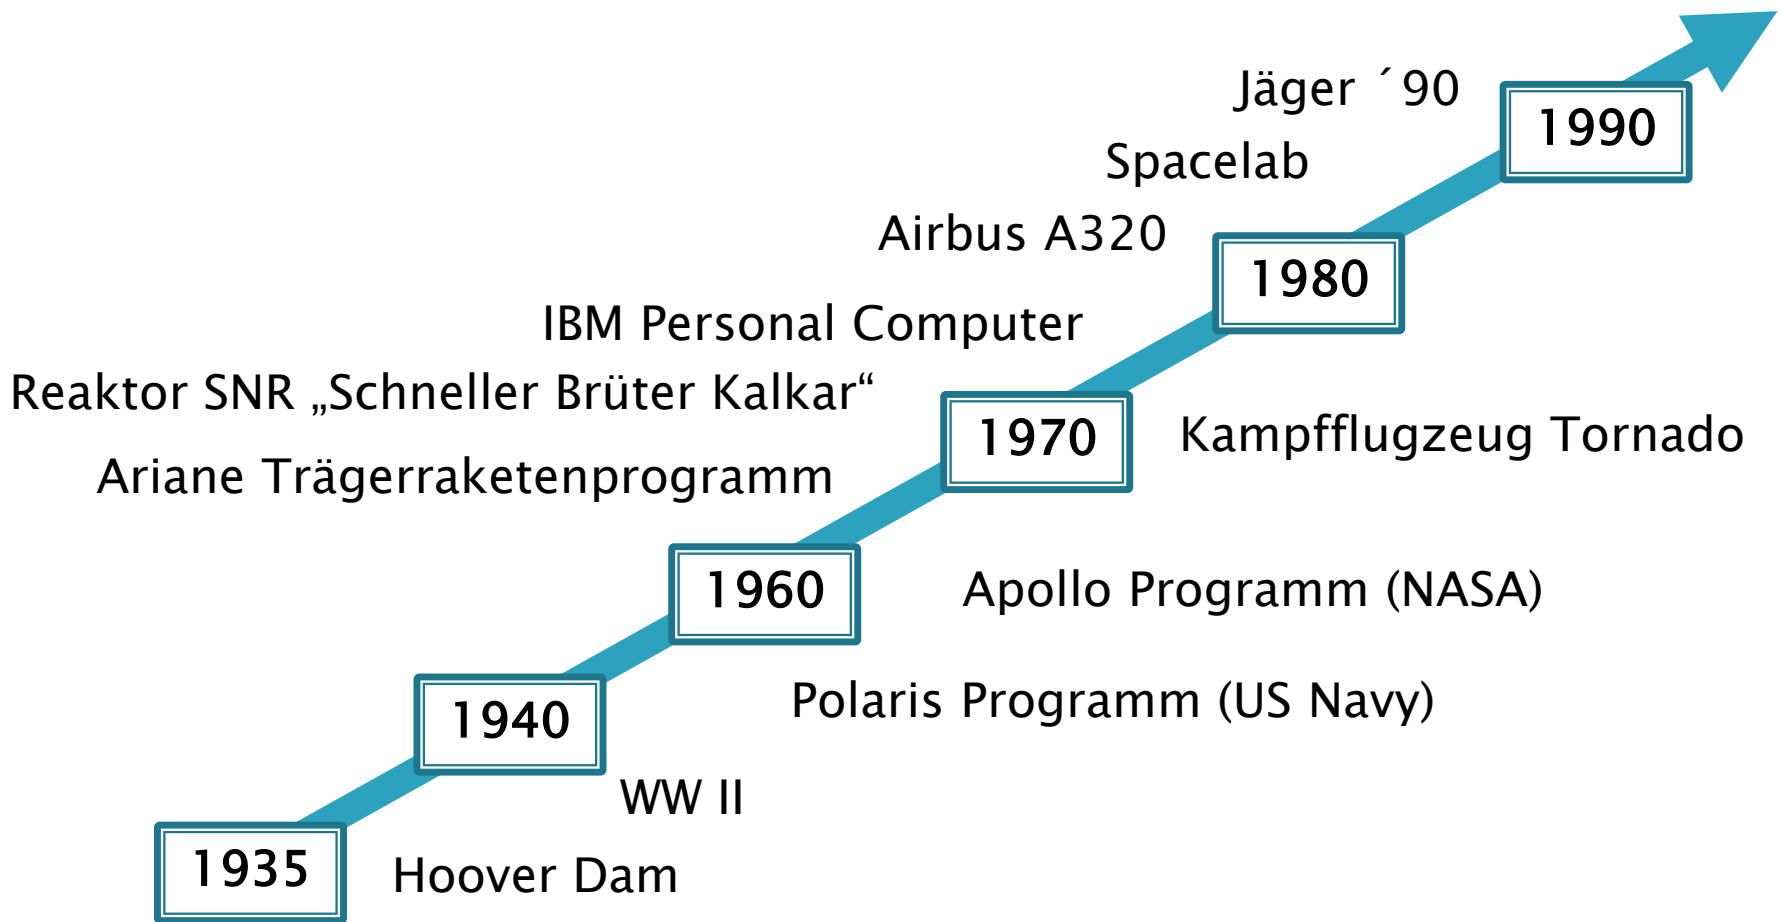 Jäger ´90
1990
Spacelab
Airbus A320
1980
IBM Personal Computer
Reaktor SNR „Schneller Brüter Kalkar“
1970
Kampfflugzeug Tornado
Ariane Trägerraketenprogramm
1960
Apollo Programm (NASA)
1940
Polaris Programm (US Navy)
WW II
1935
Hoover Dam